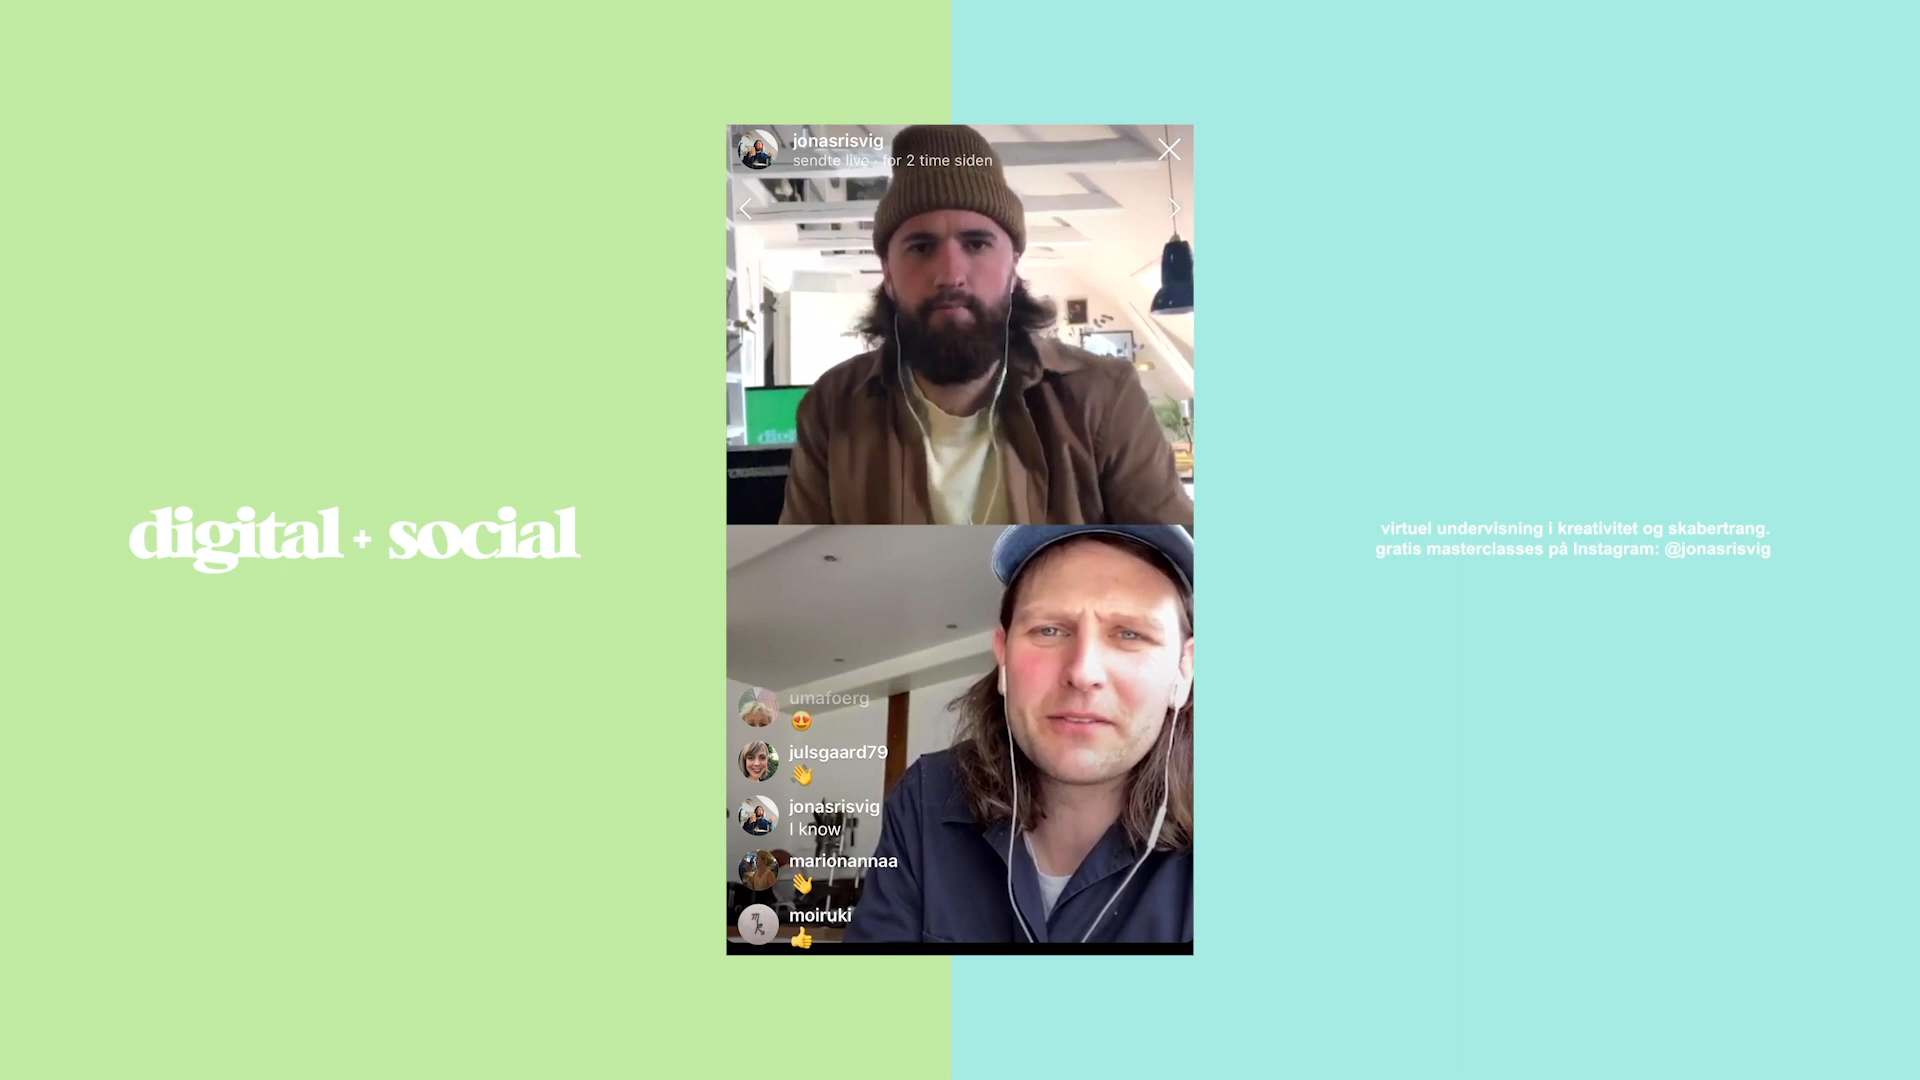 jonasrisvig
sendte live · for 2 time siden
digital + social
virtuel undervisning i kreativitet og skabertrang.
gratis masterclasses på Instagram: @jonasrisvig
umafoerg
😍
julsgaard79
👋
jonasrisvig
I know
marionannaa
👋
moiruki
👍